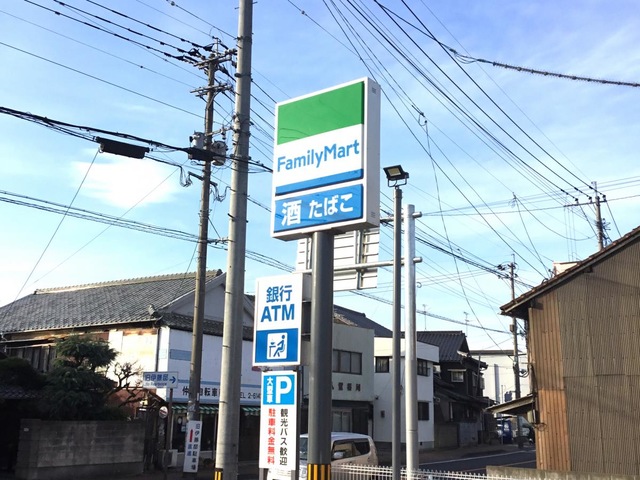 FamilyMart
酒 たばこ
銀行
ATM
P
大型車
観光バス歓迎
駐車料金無料